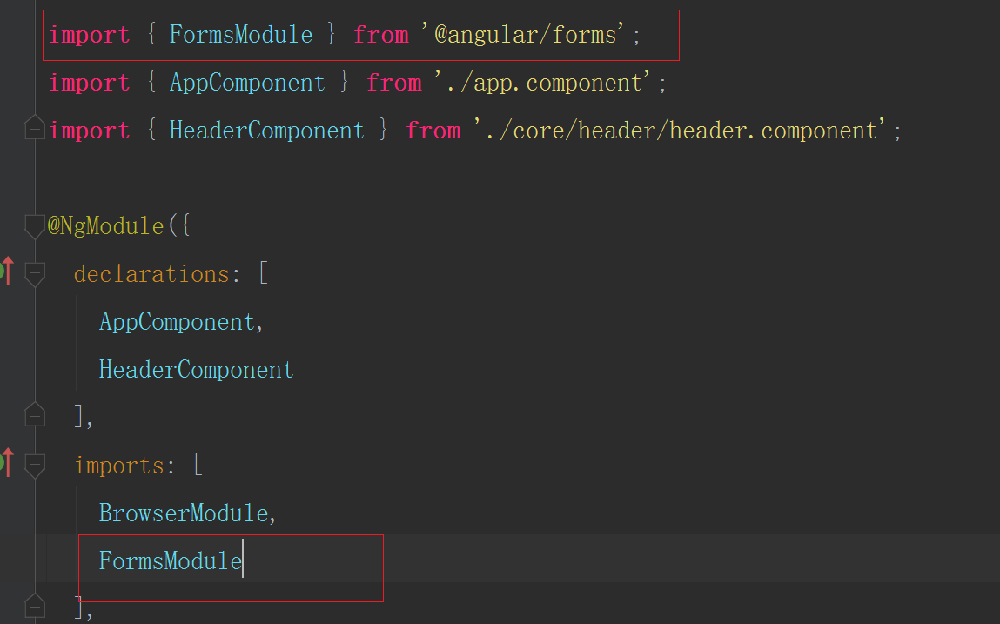 import { FormsModule } from '@angular/forms';
import { AppComponent } from './app.component';
import { HeaderComponent } from './core/header/header.component';
@NgModule({
declarations: [
AppComponent,
HeaderComponent
],
imports: [
BrowserModule,
FormsModule
],